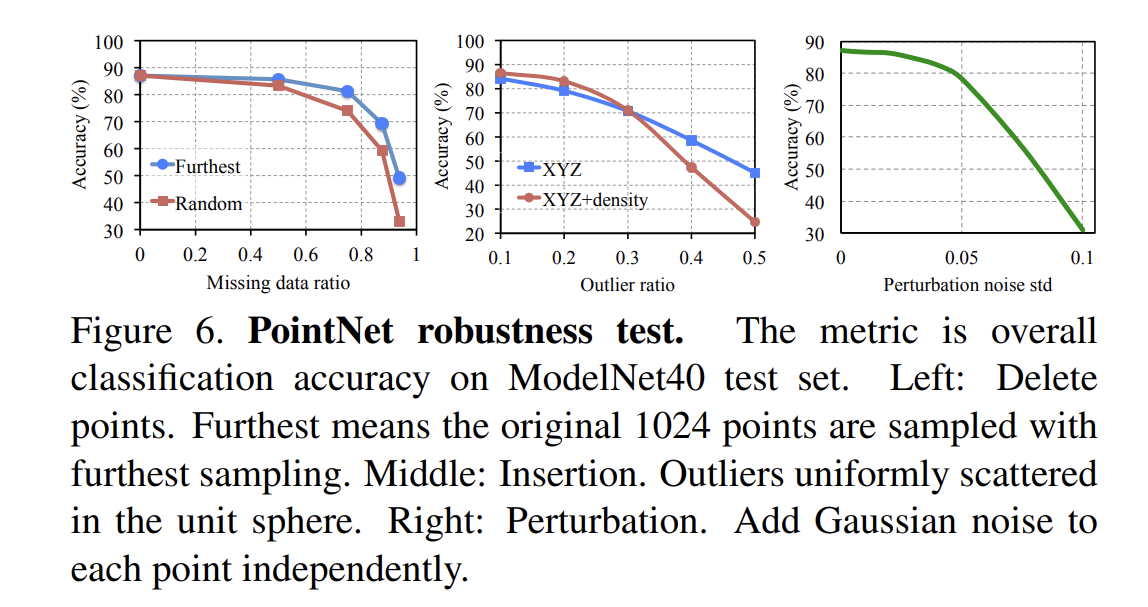 100
90
80
70
60
50
40
30
Accuracy (%)
Furthest
Random
0 0.2 0.4 0.6 0.8 1
Missing data ratio
100
90
80
70
60
50
40
30
20
Accuracy (%)
XYZ
XYZ+density
0.1 0.2 0.3 0.4 0.5
Outlier ratio
90
80
70
60
50
40
30
Accuracy (%)
0 0.05 0.1
Perturbation noise std
Figure 6. PointNet robustness test. The metric is overall
classification accuracy on ModelNet40 test set. Left: Delete
points. Furthest means the original 1024 points are sampled with
furthest sampling. Middle: Insertion. Outliers uniformly scattered
in the unit sphere. Right: Perturbation. Add Gaussian noise to
each point independently.